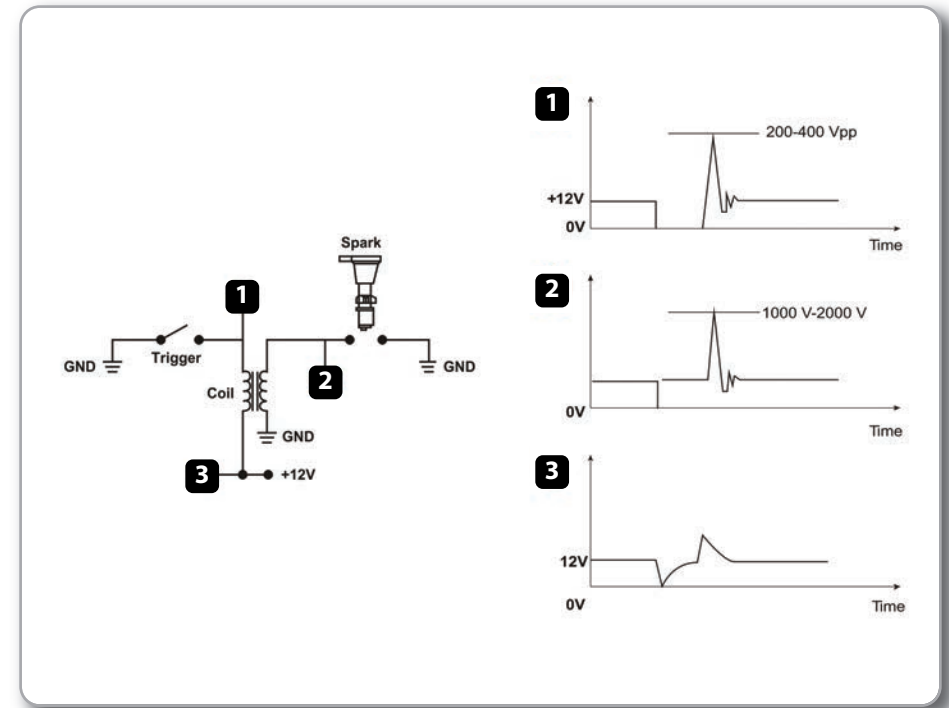 Spark
1
GND
Trigger
Coil
2
GND
GND
3
+12V
1
200-400 Vpp
+12V
0V
Time
2
1000 V-2000 V
0V
Time
3
12V
0V
Time